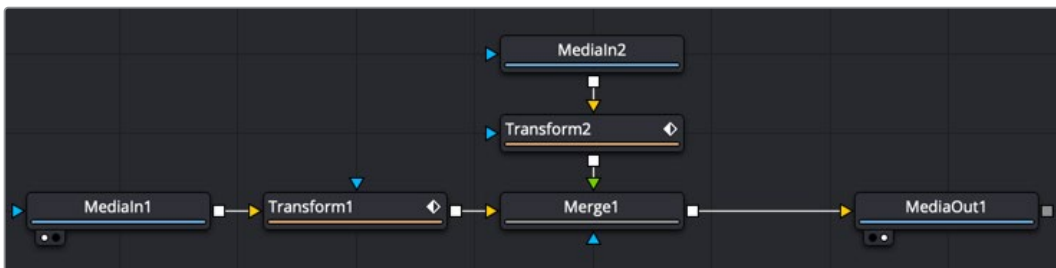 MediaIn2
Transform2
MediaIn1
Transform1
Merge1
MediaOut1